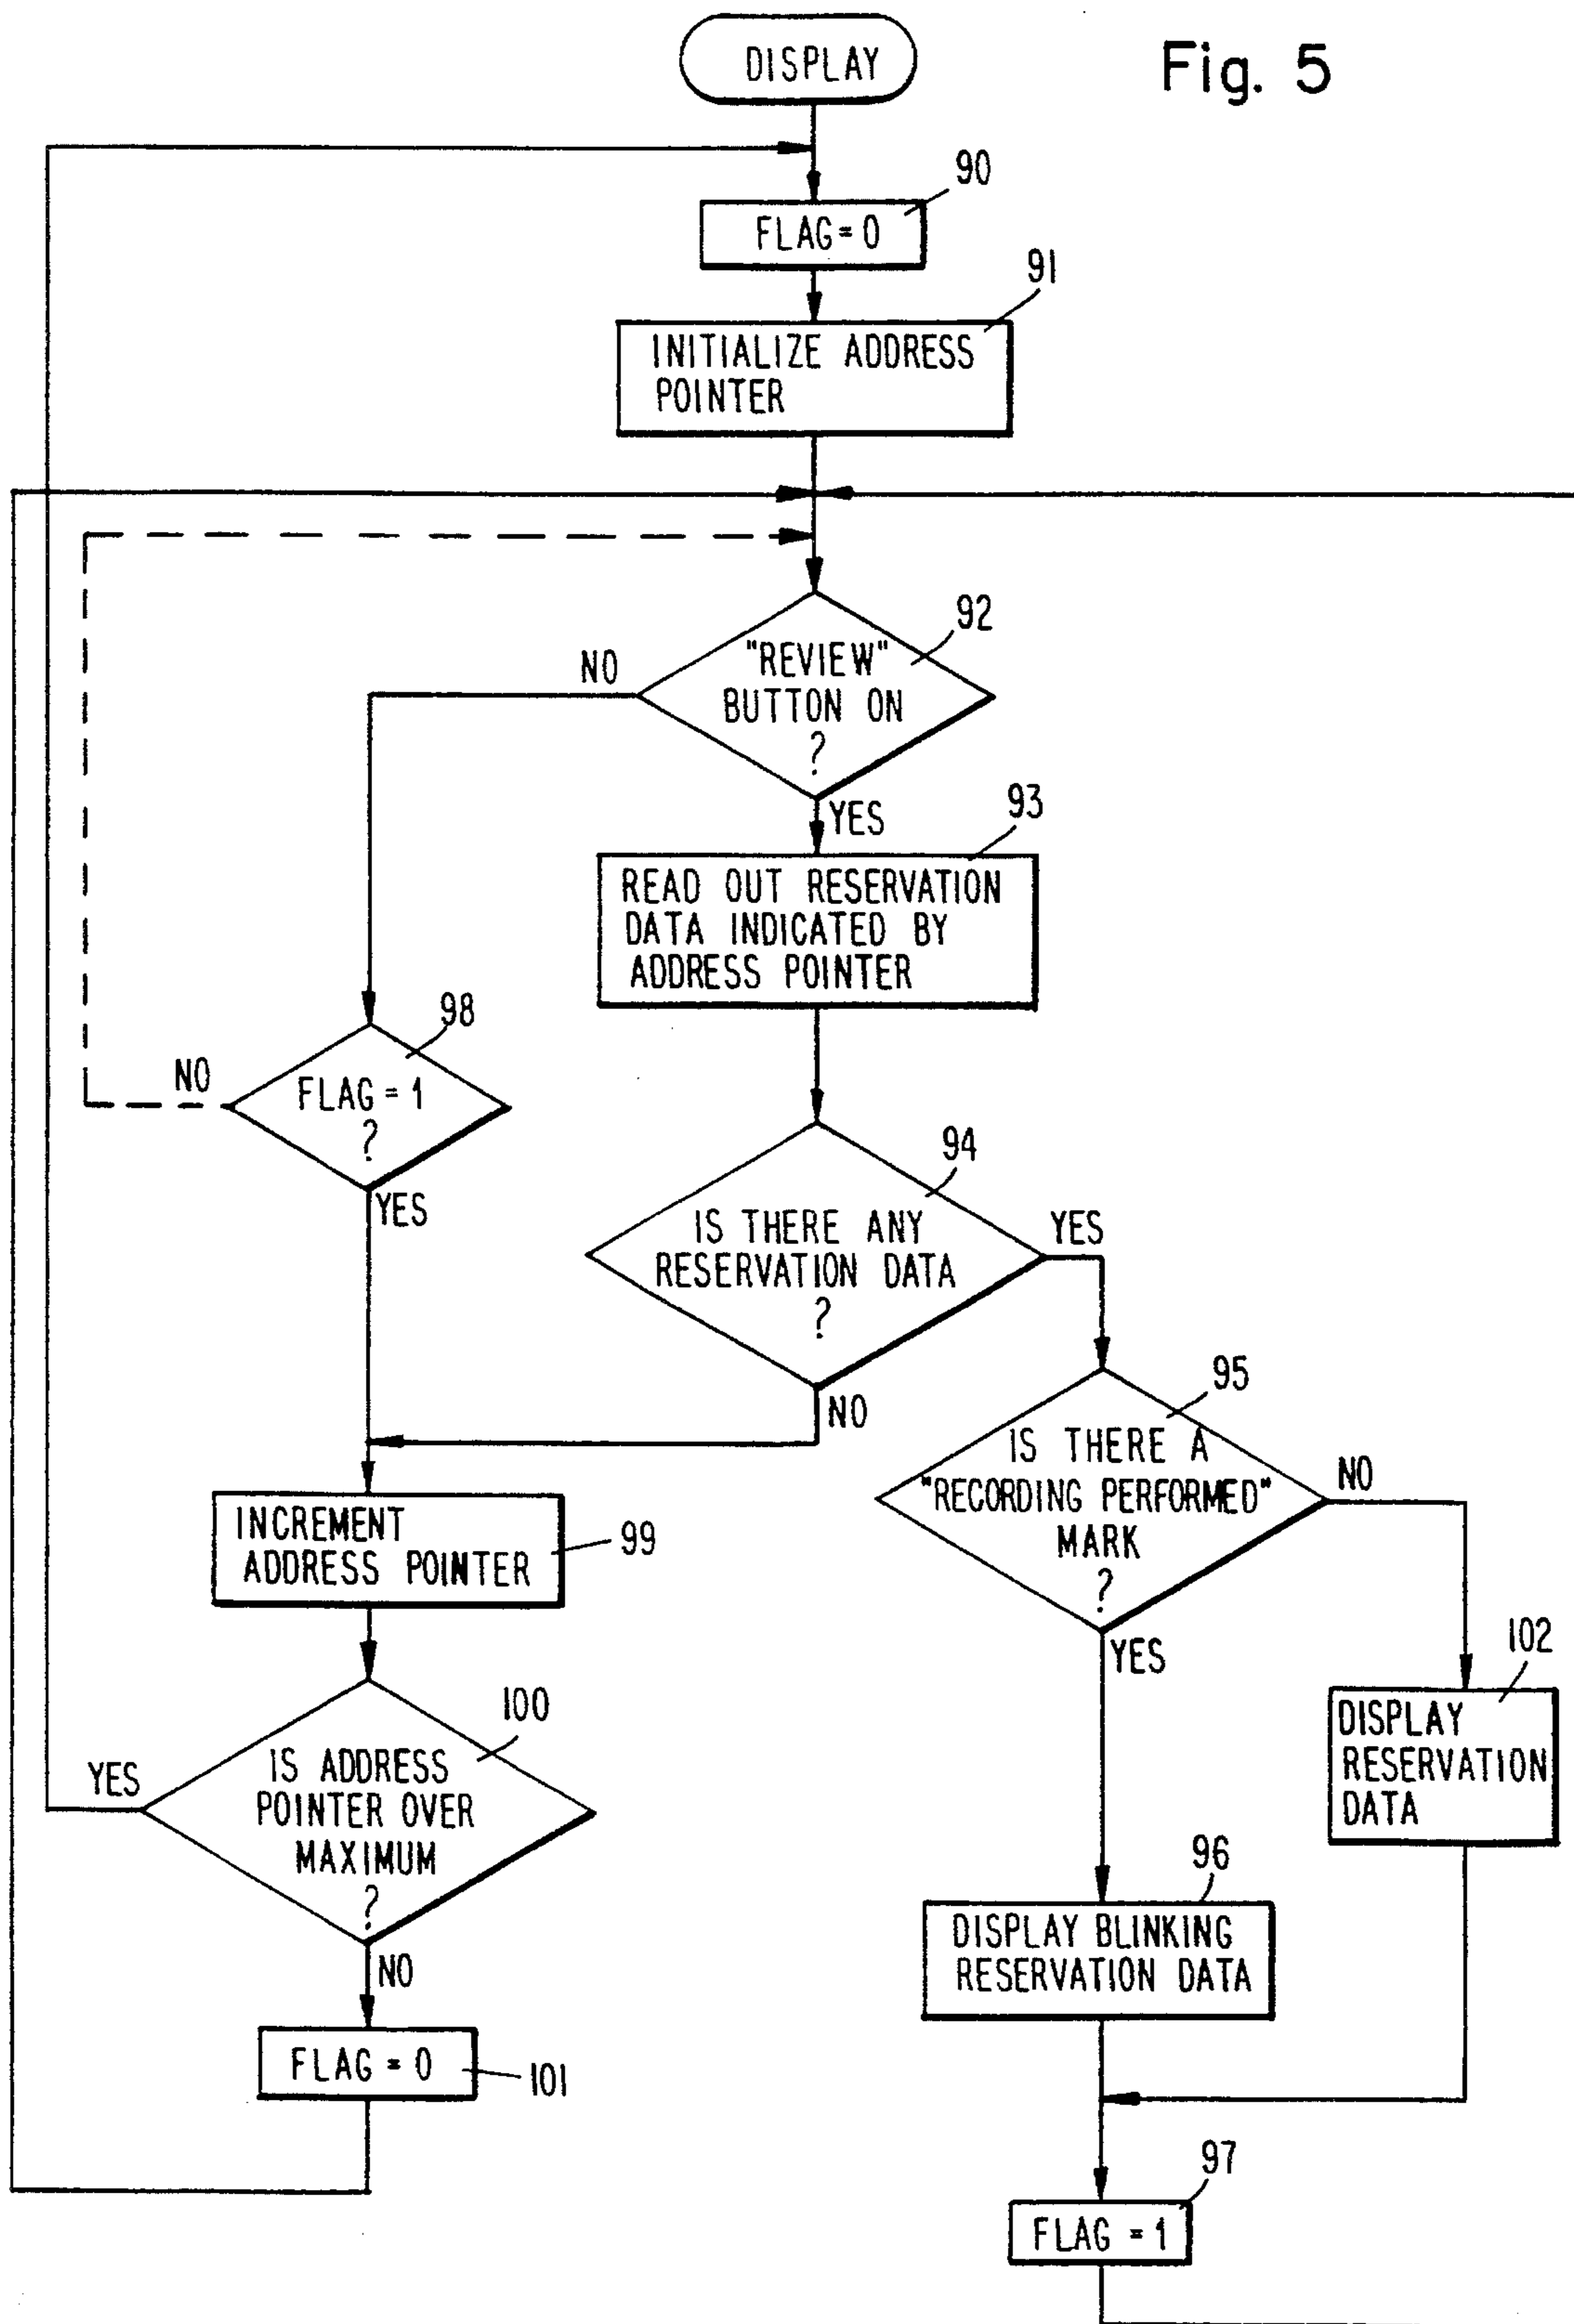 DISPLAY
Fig. 5
90
FLAG = 0
91
INITIALIZE ADDRESS
POINTER
92
"REVIEW"
BUTTON ON
?
NO
YES
93
READ OUT RESERVATION
DATA INDICATED BY
ADDRESS POINTER
98
FLAG = 1
?
NO
YES
94
IS THERE ANY
RESERVATION DATA
?
YES
NO
95
IS THERE A
"RECORDING PERFORMED"
MARK
?
NO
YES
INCREMENT
ADDRESS POINTER
99
100
IS ADDRESS
POINTER OVER
MAXIMUM
?
YES
NO
102
DISPLAY
RESERVATION
DATA
96
DISPLAY BLINKING
RESERVATION DATA
FLAG = 0
101
97
FLAG = 1